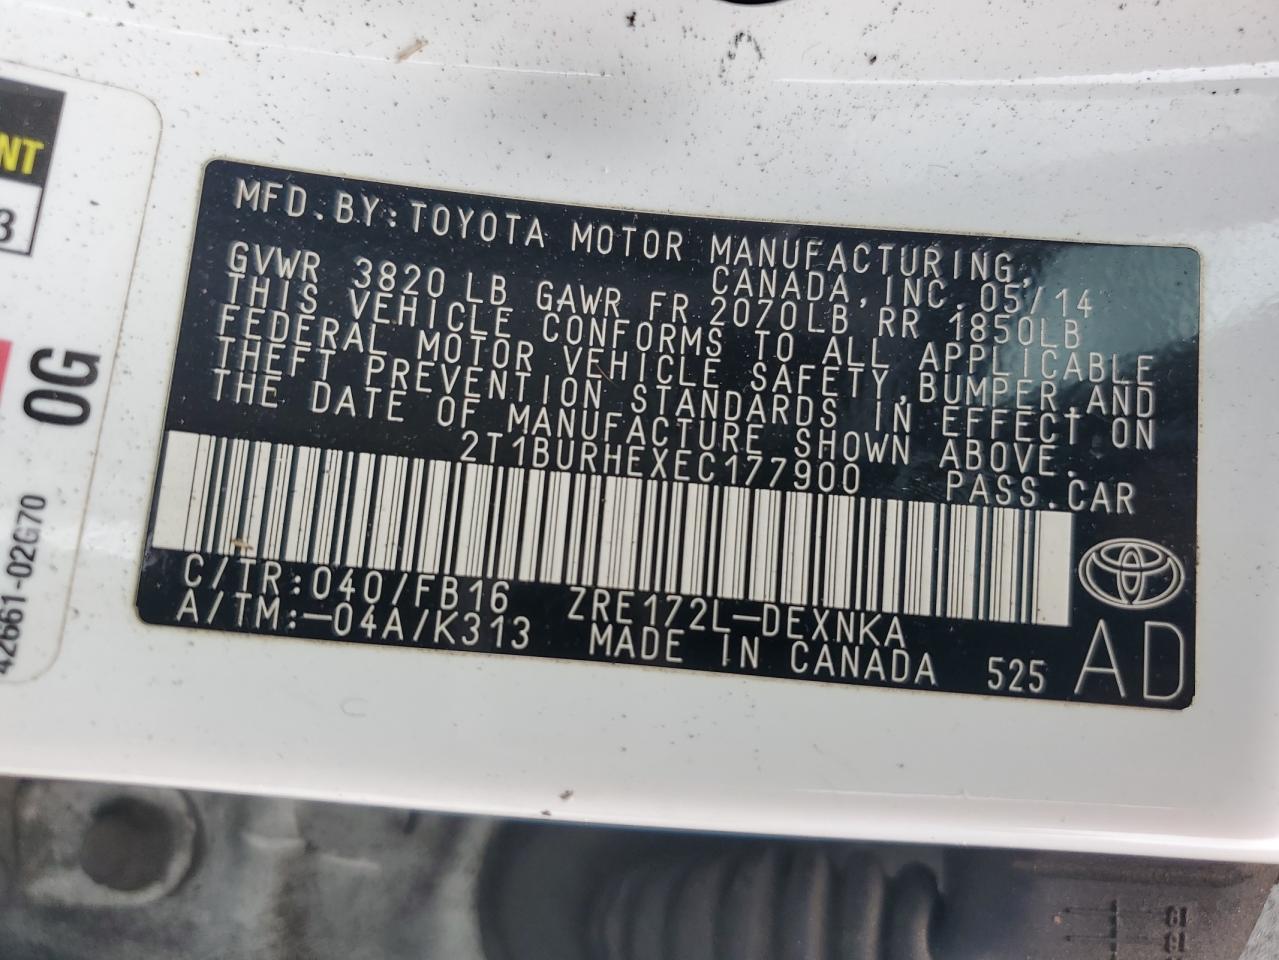 MFD.BY:TOYOTA MOTOR MANUFACTURING,
CANADA,INC. 05/14
GVWR 3820 LB GAWR FR 2070LB RR 1850LB
THIS VEHICLE CONFORMS TO ALL APPLICABLE
FEDERAL MOTOR VEHICLE SAFETY,BUMPER,AND
THEFT PREVENTION STANDARDS IN EFFECT ON
THE DATE OF MANUFACTURE SHOWN ABOVE.
2T1BURHEXEC177900 PASS.CAR
C/TR:040/FB16 ZRE172L-DEXNKA
A/TM:-04A/K313 MADE IN CANADA 525
AD
NT
3
0G
42661-02G70